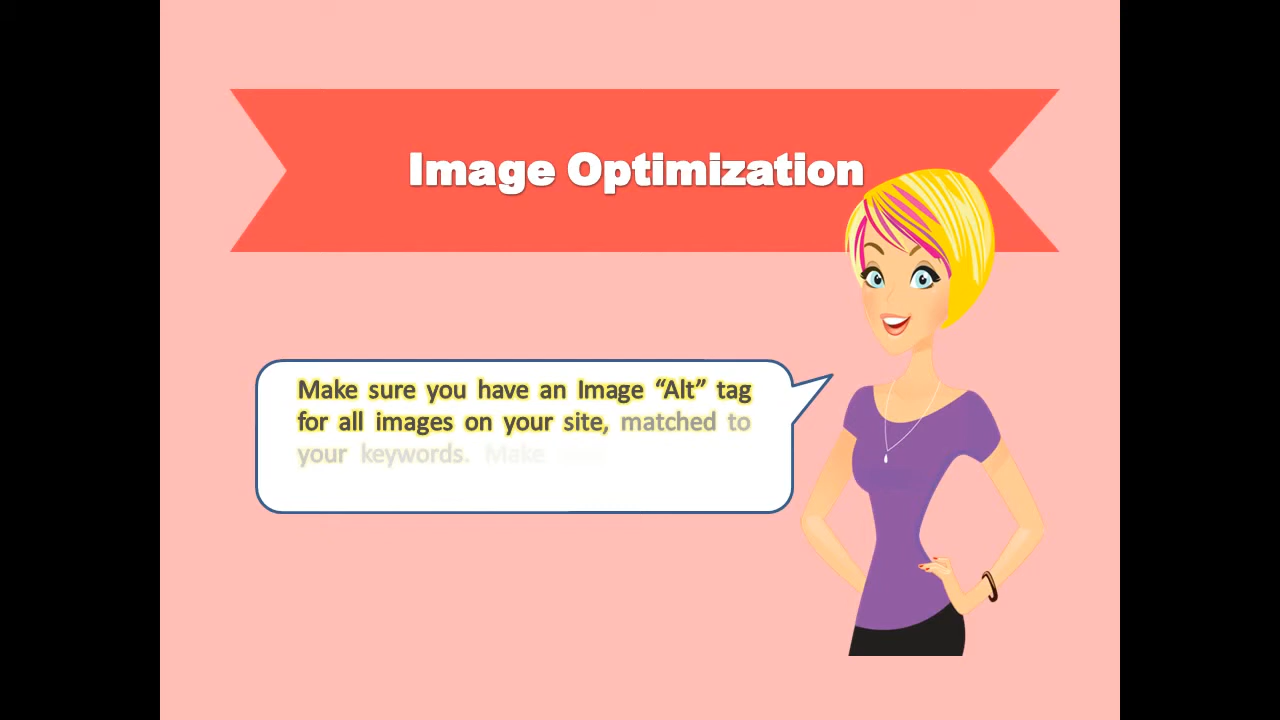 Image Optimization
Make sure you have an Image “Alt” tag
for all images on your site, matched to
your keywords. Make